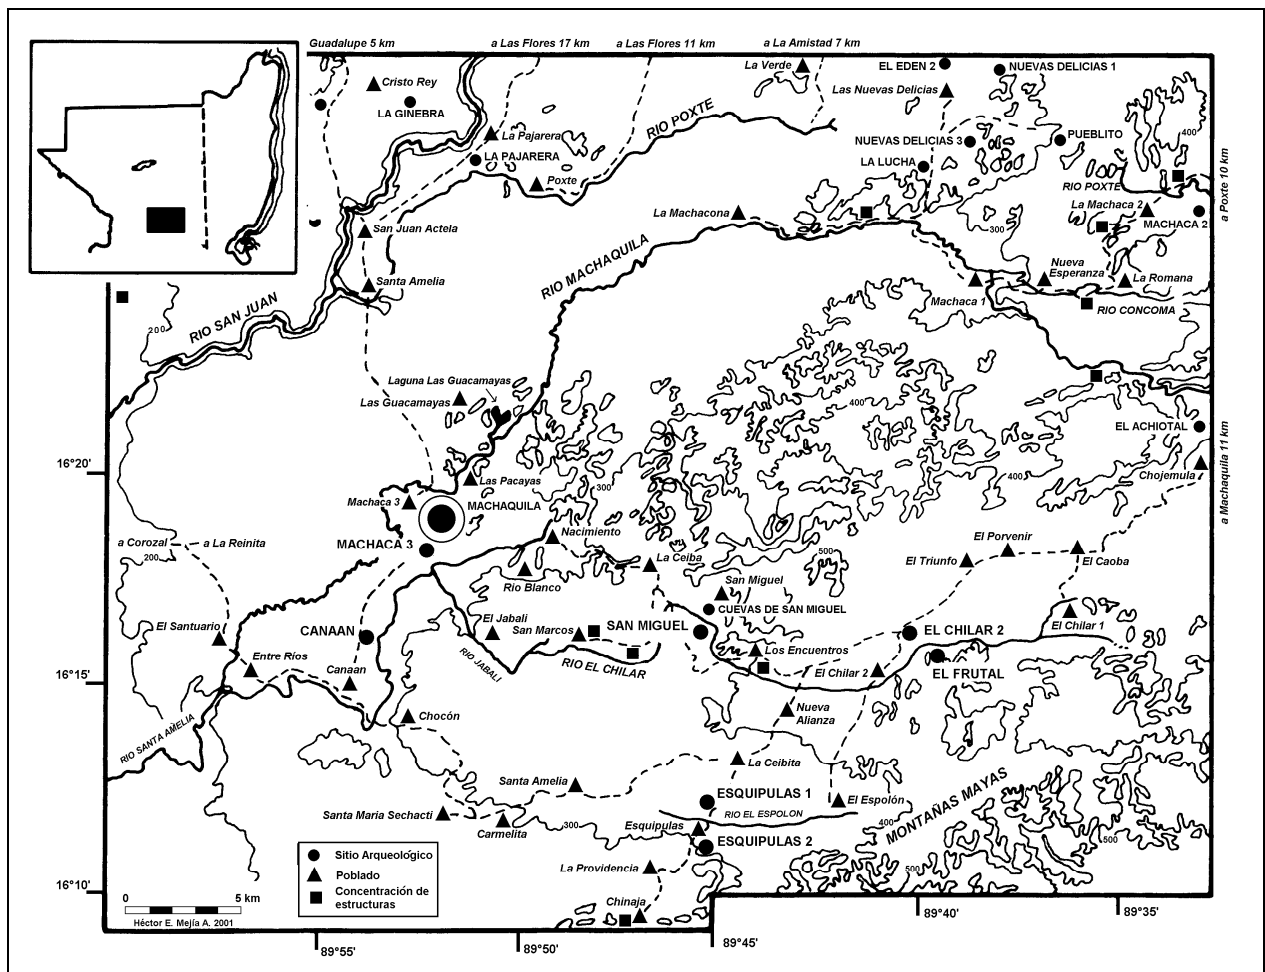 Guadalupe 5 km
a Las Flores 17 km
a Las Flores 11 km
a La Amistad 7 km
La Verde
EL EDEN 2
NUEVAS DELICIAS 1
Cristo Rey
LA GINEBRA
Las Nuevas Delicias
RIO POXTE
La Pajarera
LA PAJARERA
NUEVAS DELICIAS 3
PUEBLITO
400
LA LUCHA
Poxte
RIO POXTE
a Poxte 10 km
La Machacona
La Machaca 2
MACHACA 2
San Juan Actela
300
RIO MACHAQUILA
Santa Amelia
Nueva
Esperanza
La Romana
Machaca 1
RIO CONCOMA
RIO SAN JUAN
200
Laguna Las Guacamayas
Las Guacamayas
400
EL ACHIOTAL
a Machaquila 11 km
16°20'
Chojemula
400
Las Pacayas
300
Machaca 3
MACHAQUILA
Nacimiento
a Corozal
a La Reinita
200
MACHACA 3
La Ceiba
500
El Porvenir
El Triunfo
El Caoba
Rio Blanco
San Miguel
CUEVAS DE SAN MIGUEL
El Santuario
CANAAN
El Jabali
San Marcos
SAN MIGUEL
EL CHILAR 2
El Chilar 1
Entre Ríos
Canaan
RIO JABALI
RIO EL CHILAR
Los Encuentros
El Chilar 2
EL FRUTAL
16°15'
Chocón
Nueva
Alianza
RIO SANTA AMELIA
La Ceibita
Santa Amelia
ESQUIPULAS 1
El Espolón
MONTAÑAS MAYAS
Santa Maria Sechacti
Carmelita
300
Esquipulas
RIO EL ESPOLON
400
ESQUIPULAS 2
500
La Providencia
500
16°10'
Chinaja
Sitio Arqueológico
Poblado
Concentración de
estructuras
0
5 km
Héctor E. Mejía A. 2001
89°55'
89°50'
89°45'
89°40'
89°35'